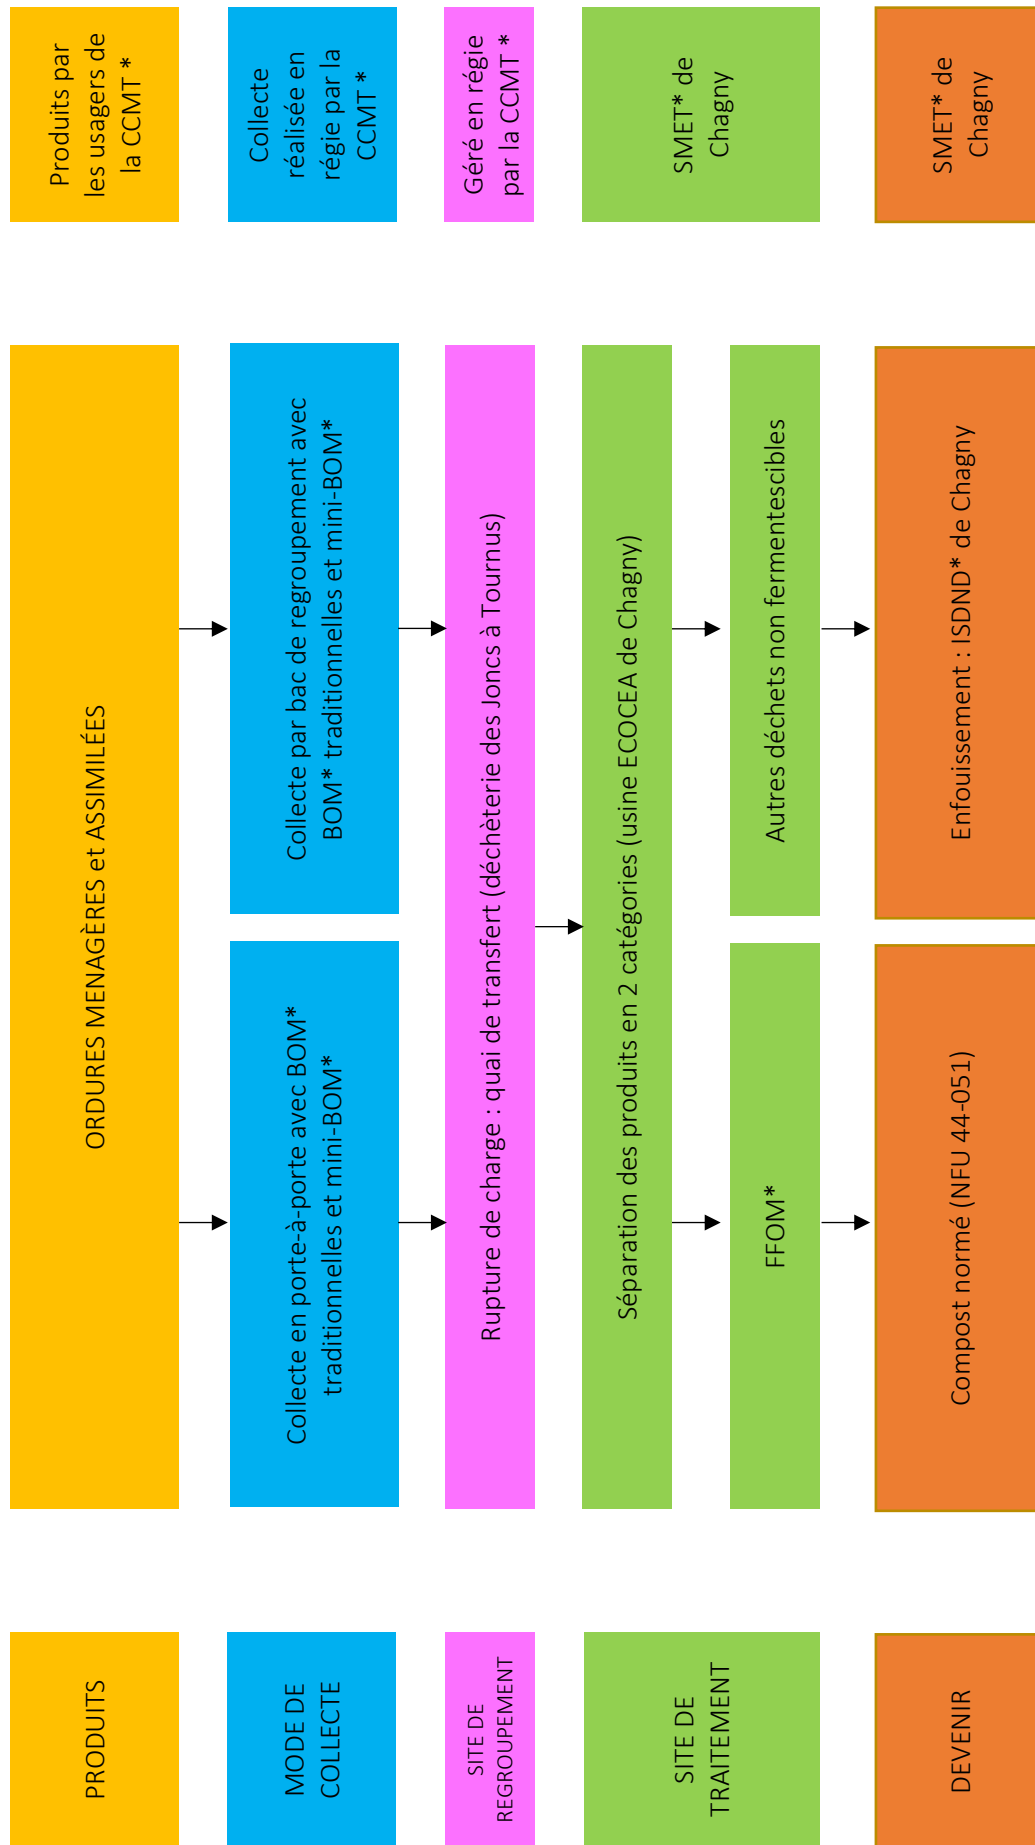 PRODUITS
ORDURES MENAGÈRES et ASSIMILÉES
Produits par
les usagers de
la CCMT *
MODE DE
COLLECTE
Collecte en porte-à-porte avec BOM*
traditionnelles et mini-BOM*
Collecte par bac de regroupement avec
BOM* traditionnelles et mini-BOM*
Collecte
réalisée en
régie par la
CCMT *
SITE DE
REGROUPEMENT
Rupture de charge : quai de transfert (déchèterie des Joncs à Tournus)
Géré en régie
par la CCMT *
SITE DE
TRAITEMENT
Séparation des produits en 2 catégories (usine ECOCEA de Chagny)
FFOM*
Autres déchets non fermentescibles
SMET* de
Chagny
DEVENIR
Compost normé (NFU 44-051)
Enfouissement : ISDND* de Chagny
SMET* de
Chagny